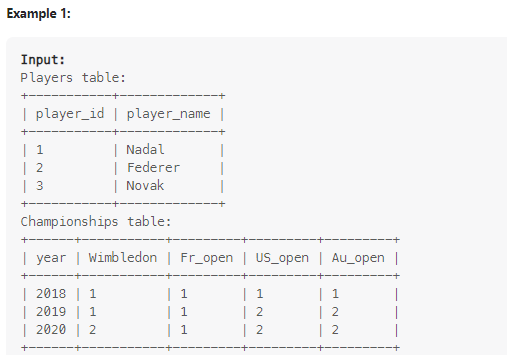 Example 1:
Input:
Players table:
+-----------+-------------+
| player_id | player_name |
+-----------+-------------+
| 1         | Nadal       |
| 2         | Federer     |
| 3         | Novak       |
+-----------+-------------+
Championships table:
+------+-----------+---------+---------+---------+
| year | Wimbledon | Fr_open | US_open | Au_open |
+------+-----------+---------+---------+---------+
| 2018 | 1         | 1       | 1       | 1       |
| 2019 | 1         | 1       | 2       | 2       |
| 2020 | 2         | 1       | 2       | 2       |
+------+-----------+---------+---------+---------+